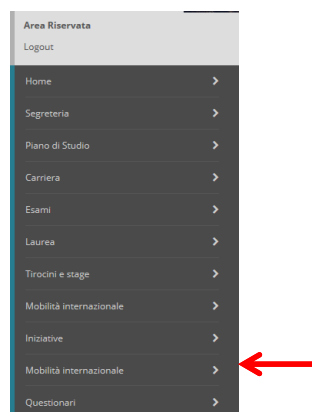 Area Riservata
Logout
Home
Segreteria
Piano di Studio
Carriera
Esami
Laurea
Tirocini e stage
Mobilità internazionale
Iniziative
Mobilità internazionale
Questionari